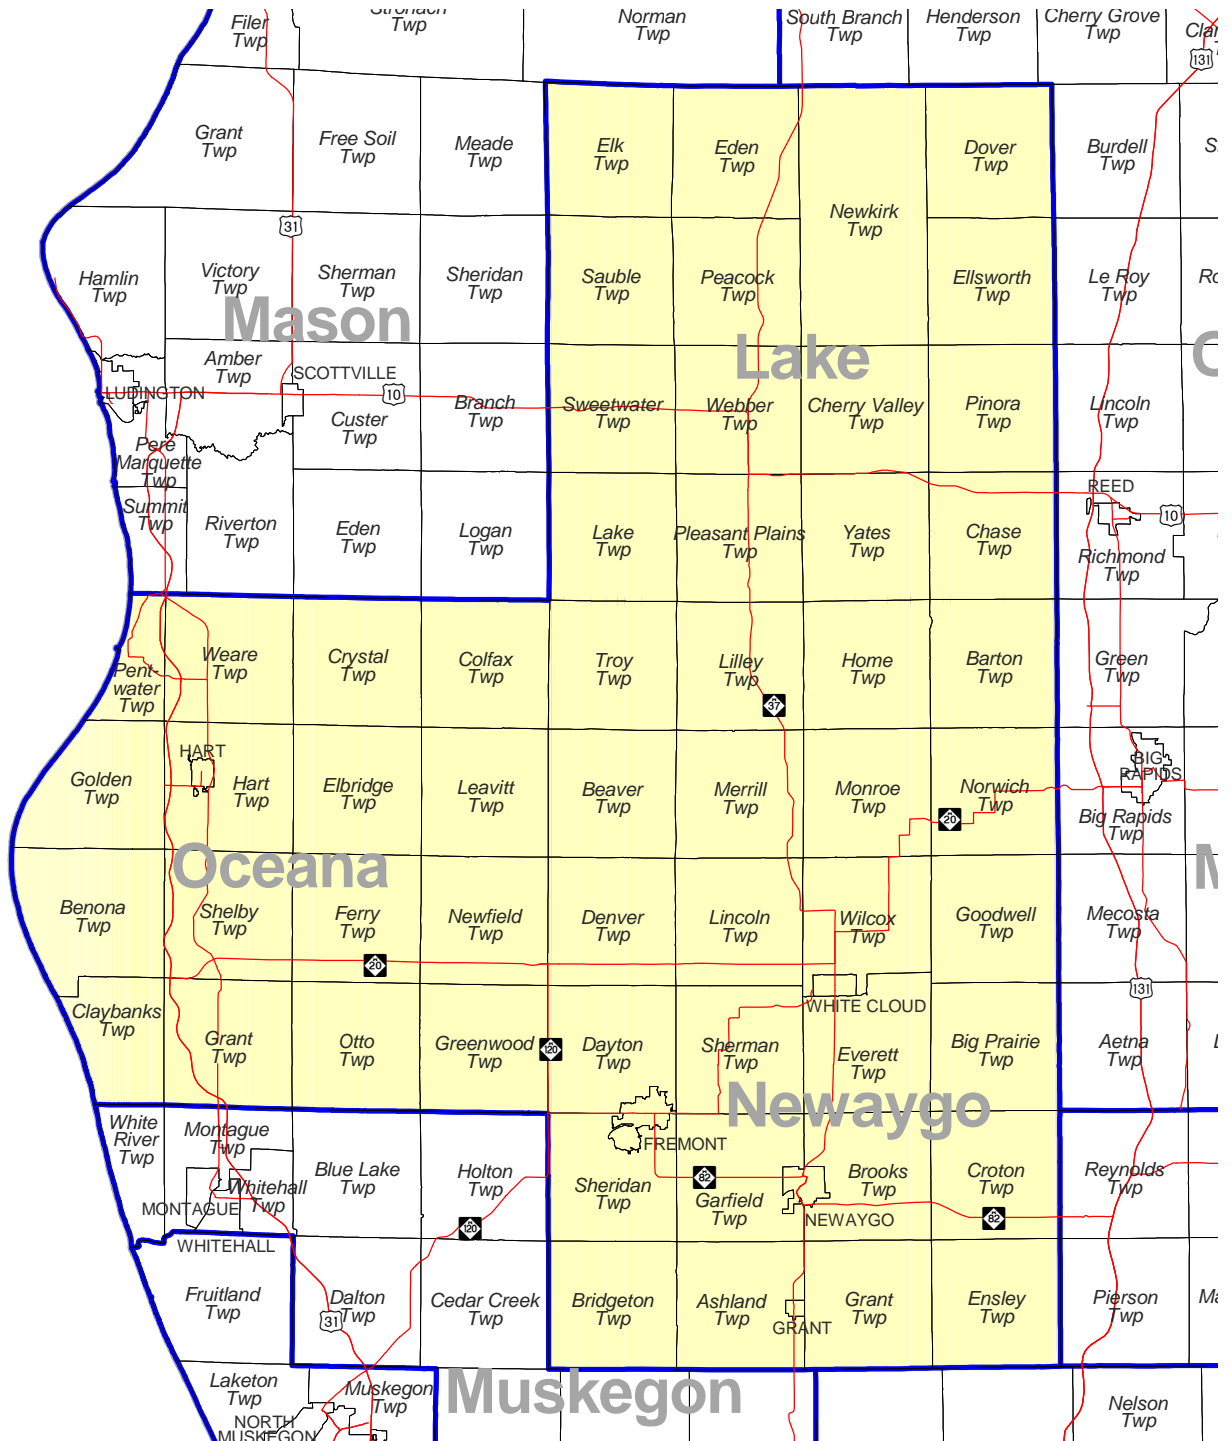 Filer
Twp
Stronach
Twp
Norman
Twp
South Branch
Twp
Henderson
Twp
Cherry Grove
Twp
131
Grant
Twp
Free Soil
Twp
Meade
Twp
Elk
Twp
Eden
Twp
Dover
Twp
Burdell
Twp
31
Newkirk
Twp
Hamlin
Twp
Victory
Twp
Sherman
Twp
Sheridan
Twp
Sauble
Twp
Peacock
Twp
Ellsworth
Twp
Le Roy
Twp
Mason
Lake
Amber
Twp
SCOTTVILLE
LUDINGTON
10
Custer
Twp
Branch
Twp
Sweetwater
Twp
Webber
Twp
Cherry Valley
Twp
Pinora
Twp
Lincoln
Twp
Pere
Marquette
Twp
Summit
Twp
Riverton
Twp
Eden
Twp
Logan
Twp
Lake
Twp
Pleasant Plains
Twp
Yates
Twp
Chase
Twp
REED
10
Richmond
Twp
Pent-
water
Twp
Weare
Twp
Crystal
Twp
Colfax
Twp
Troy
Twp
Lilley
Twp
37
Home
Twp
Barton
Twp
Green
Twp
Golden
Twp
HART
Hart
Twp
Elbridge
Twp
Leavitt
Twp
Beaver
Twp
Merrill
Twp
Monroe
Twp
Norwich
Twp
20
BIG
RAPIDS
Big Rapids
Twp
Oceana
Benona
Twp
Shelby
Twp
Ferry
Twp
Newfield
Twp
Denver
Twp
Lincoln
Twp
Wilcox
Twp
Goodwell
Twp
Mecosta
Twp
20
131
WHITE CLOUD
Claybanks
Twp
Grant
Twp
Otto
Twp
Greenwood
Twp
120
Dayton
Twp
Sherman
Twp
Everett
Twp
Big Prairie
Twp
Aetna
Twp
Newaygo
White
River
Twp
Montague
Twp
FREMONT
Blue Lake
Twp
Holton
Twp
Sheridan
Twp
82
Garfield
Twp
Brooks
Twp
Croton
Twp
Reynolds
Twp
Whitehall
Twp
MONTAGUE
120
NEWAYGO
82
WHITEHALL
Fruitland
Twp
Dalton
Twp
31
Cedar Creek
Twp
Bridgeton
Twp
Ashland
Twp
GRANT
Grant
Twp
Ensley
Twp
Pierson
Twp
Laketon
Twp
Muskegon
Twp
Muskegon
NORTH
MUSKEGON
Nelson
Twp